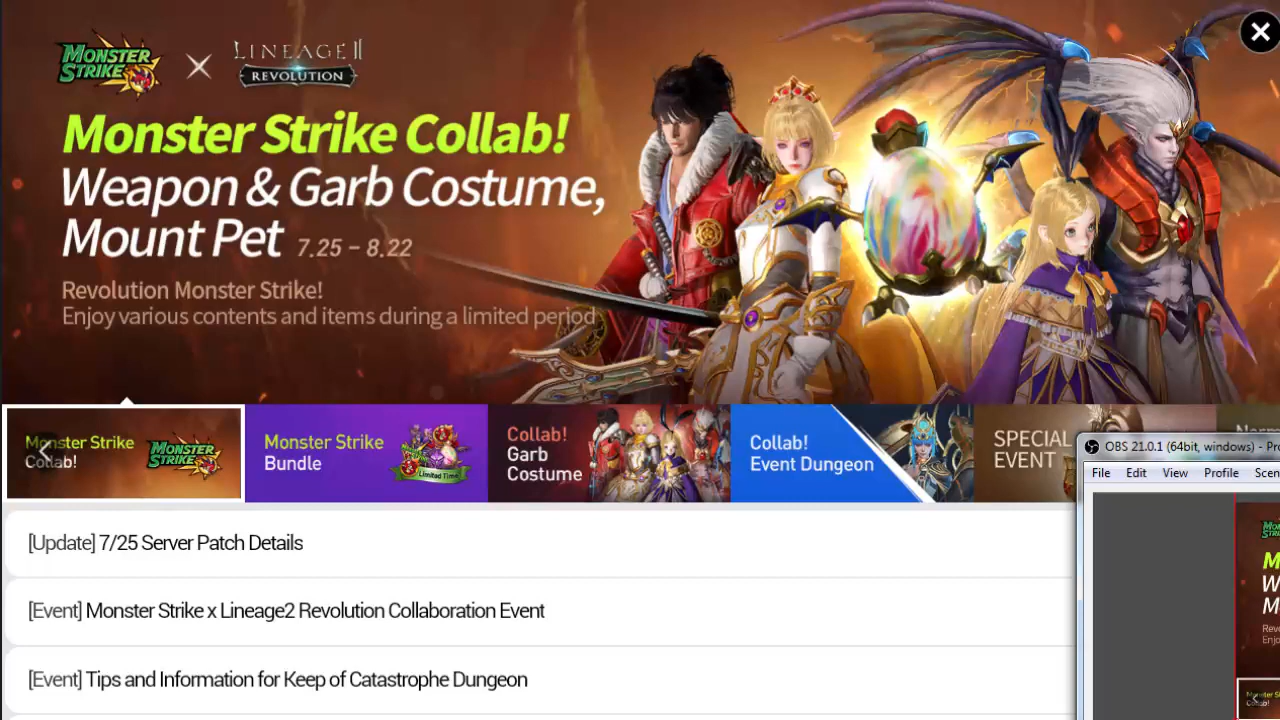 MONSTER STRIKE
LINEAGE II
REVOLUTION
Monster Strike Collab!
Weapon & Garb Costume,
Mount Pet 7.25 – 8.22
Revolution Monster Strike!
Enjoy various contents and items during a limited period
Monster Strike
Collab!
MONSTER STRIKE
Monster Strike
Bundle
Limited Time
Collab!
Garb
Costume
Collab!
Event Dungeon
SPECIAL
EVENT
OBS 21.0.1 (64bit, windows) - Pro
File Edit View Profile Scen
[Update] 7/25 Server Patch Details
[Event] Monster Strike x Lineage2 Revolution Collaboration Event
[Event] Tips and Information for Keep of Catastrophe Dungeon